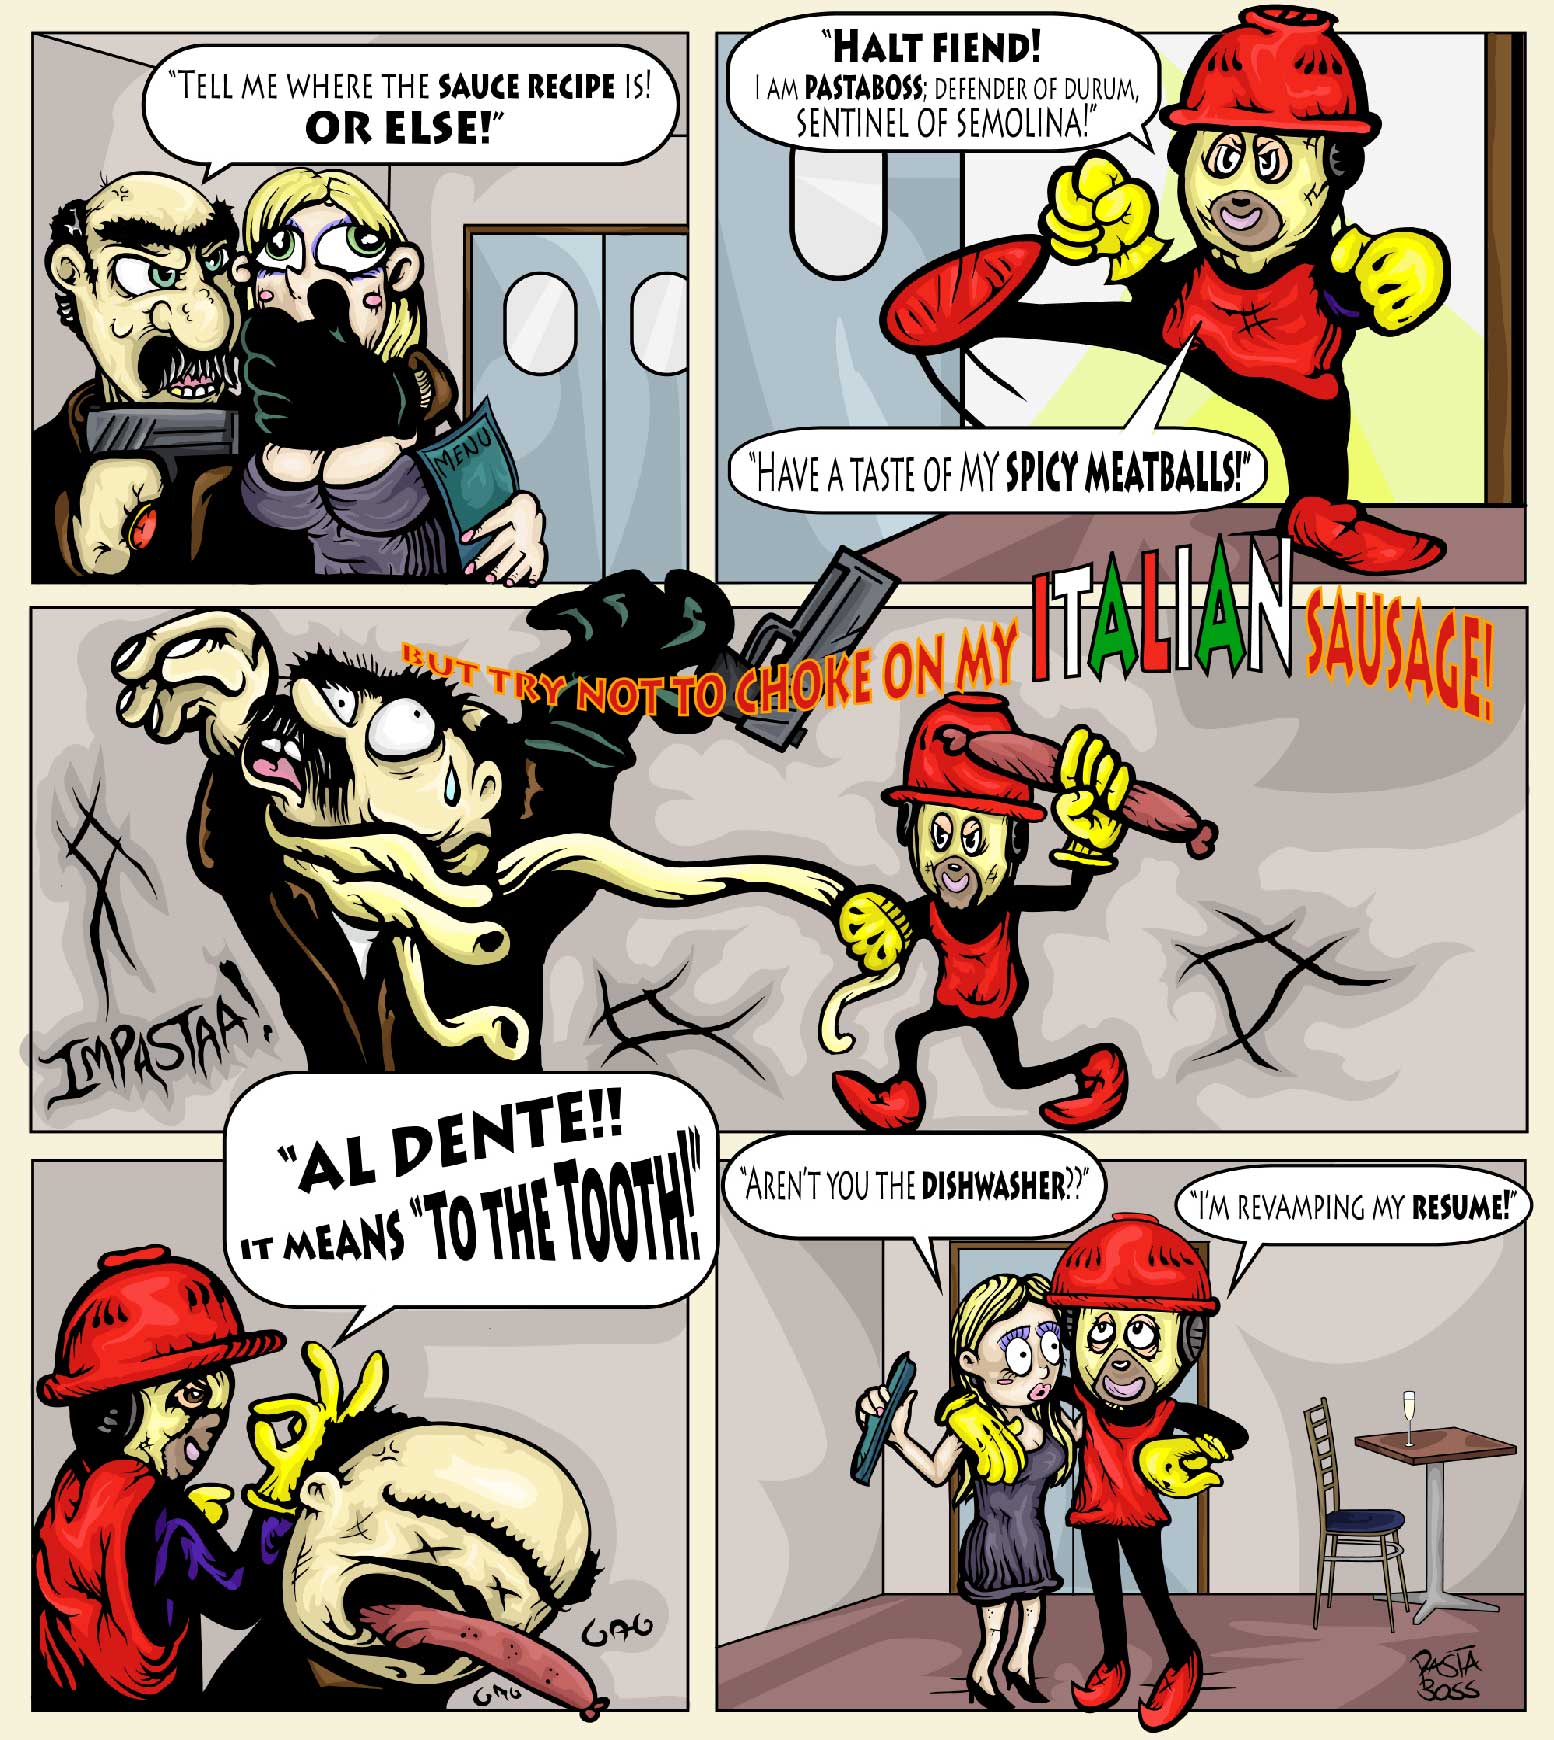 "TELL ME WHERE THE SAUCE RECIPE IS!
OR ELSE!"
MENU
"HALT FIEND!
I AM PASTABOSS; DEFENDER OF DURUM,
SENTINEL OF SEMOLINA!"
"HAVE A TASTE OF MY SPICY MEATBALLS!"
BUT TRY NOT TO CHOKE ON MY ITALIAN SAUSAGE!
IMPASTAA!
"AL DENTE!!
IT MEANS "TO THE TOOTH!"
GAG
GAG
"AREN'T YOU THE DISHWASHER??"
"I'M REVAMPING MY RESUME!"
PASTA
BOSS